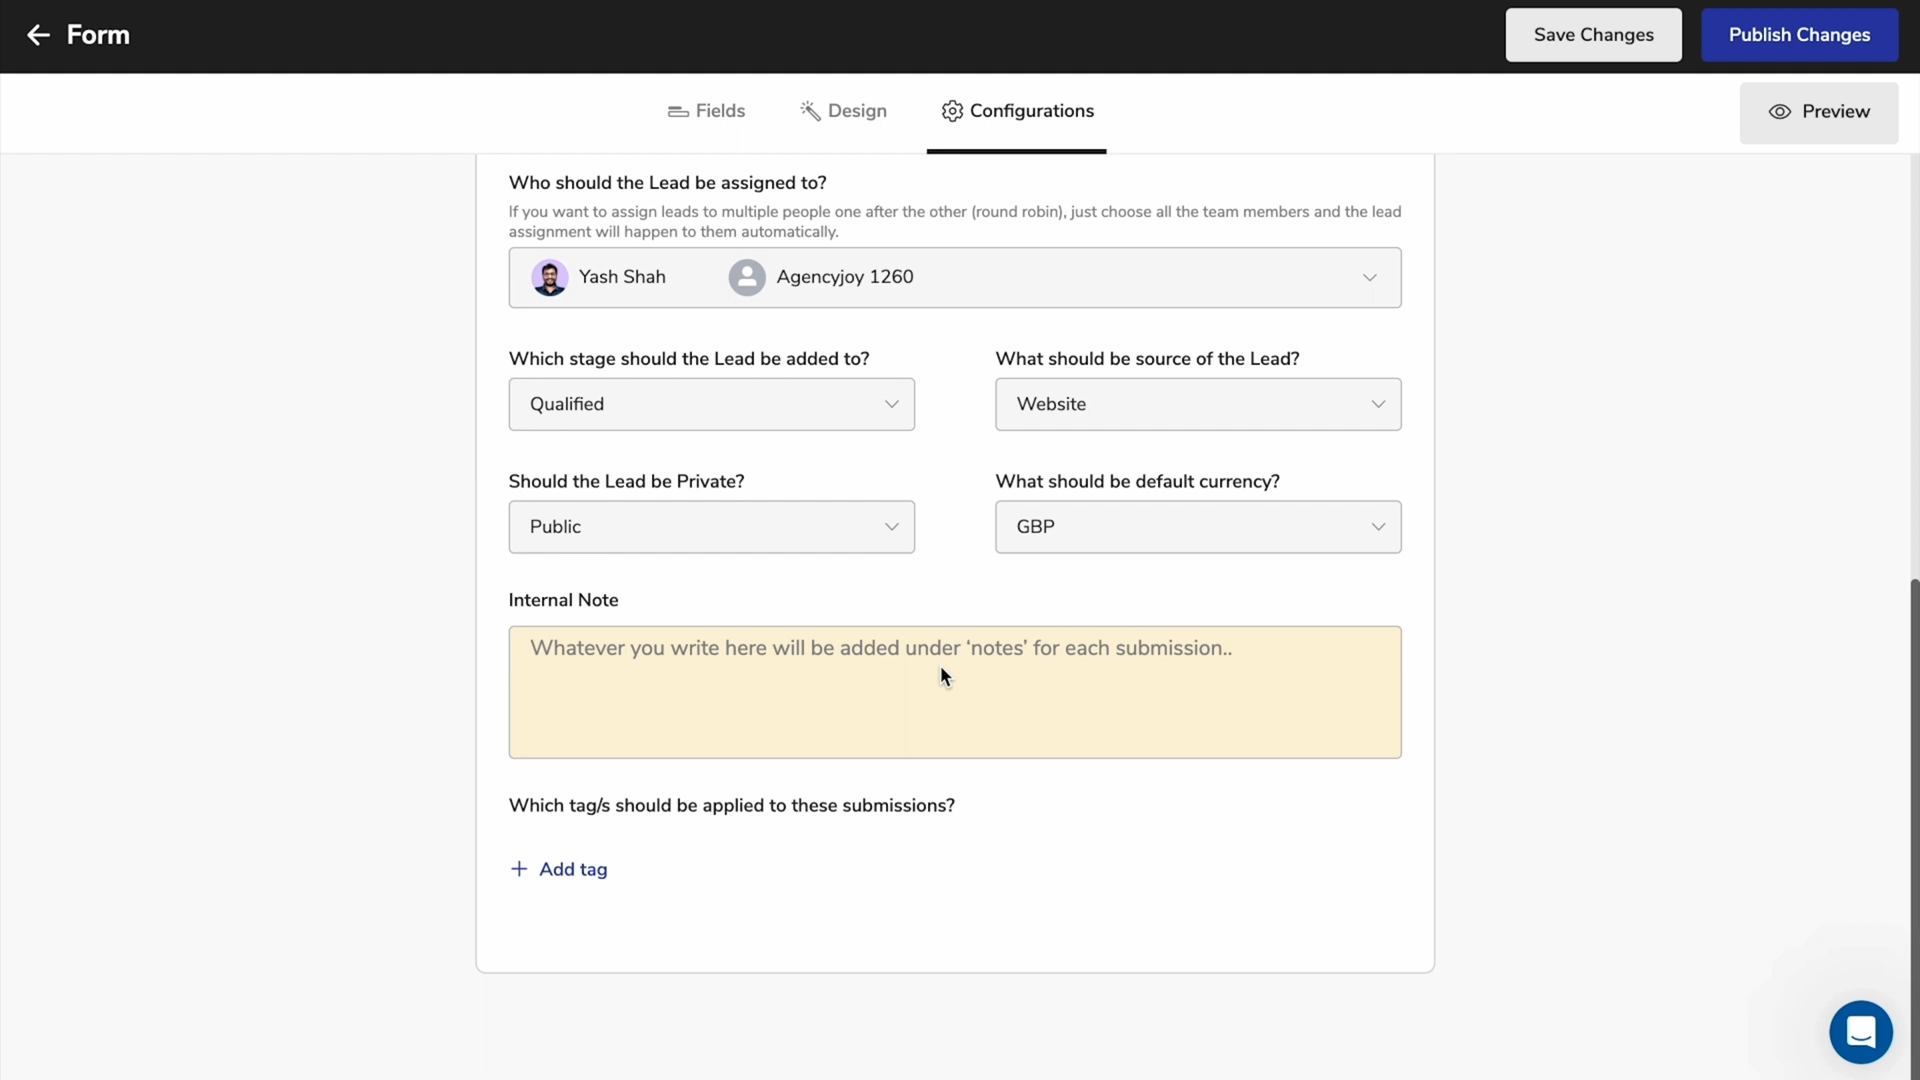 Form
Save Changes
Publish Changes
Fields
Design
Configurations
Preview
Who should the Lead be assigned to?
If you want to assign leads to multiple people one after the other (round robin), just choose all the team members and the lead
assignment will happen to them automatically.
Yash Shah
Agencyjoy 1260
Which stage should the Lead be added to?
What should be source of the Lead?
Qualified
Website
Should the Lead be Private?
What should be default currency?
Public
GBP
Internal Note
Whatever you write here will be added under ‘notes’ for each submission..
Which tag/s should be applied to these submissions?
+ Add tag